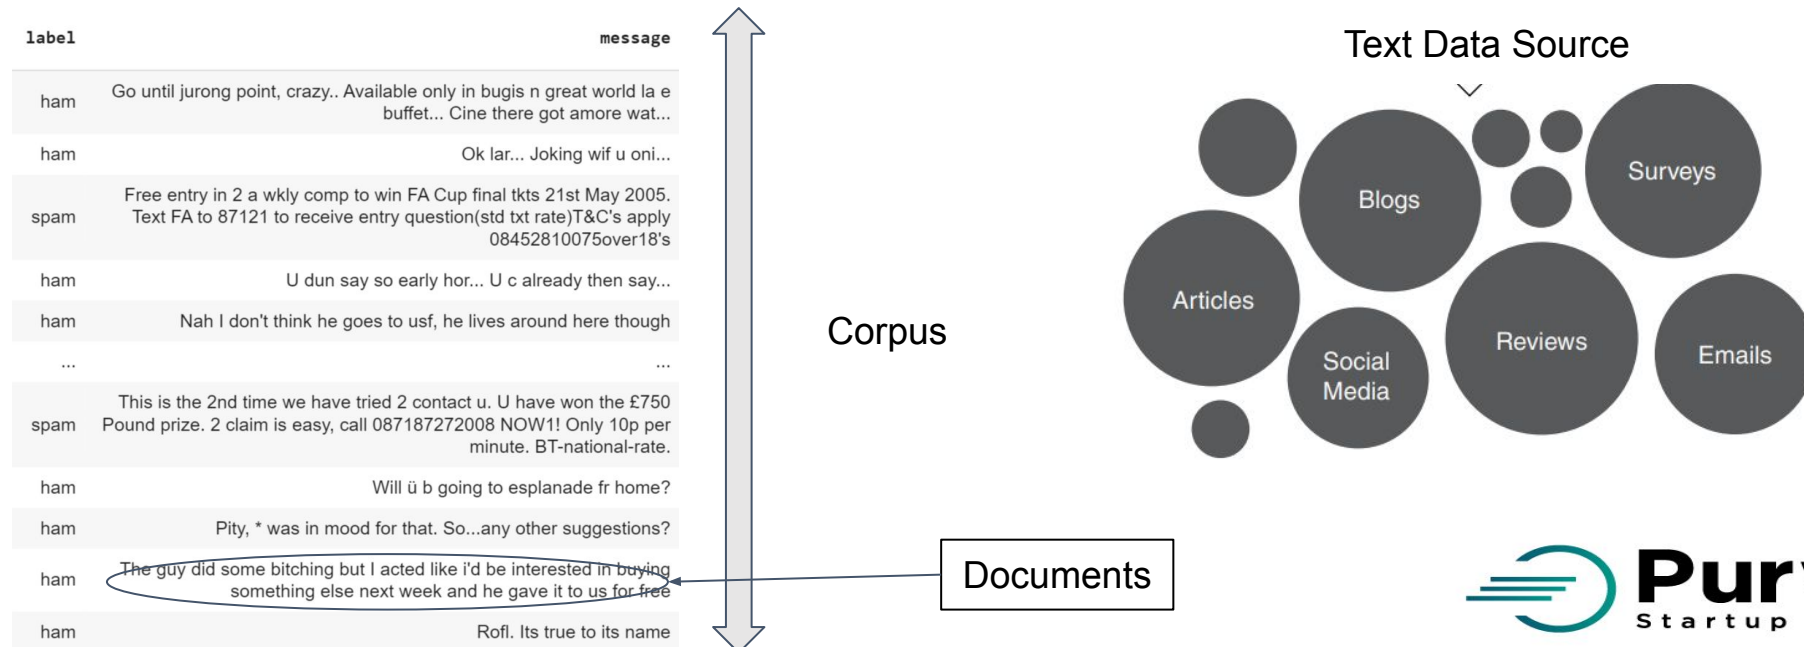 label message
ham Go until jurong point, crazy.. Available only in bugis n great world la e
buffet... Cine there got amore wat...
ham Ok lar... Joking wif u oni...
Free entry in 2 a wkly comp to win FA Cup final tkts 21st May 2005.
spam Text FA to 87121 to receive entry question(std txt rate)T&C's apply
08452810075over18's
ham U dun say so early hor... U c already then say...
ham Nah I don't think he goes to usf, he lives around here though
... ...
This is the 2nd time we have tried 2 contact u. U have won the £750
spam Pound prize. 2 claim is easy, call 087187272008 NOW1! Only 10p per
minute. BT-national-rate.
ham Will ü b going to esplanade fr home?
ham Pity, * was in mood for that. So...any other suggestions?
The guy did some bitching but I acted like i'd be interested in buying
ham something else next week and he gave it to us for free
ham Rofl. Its true to its name
Corpus
Documents
Text Data Source
Blogs
Surveys
Articles
Social
Media
Reviews
Emails
Startup